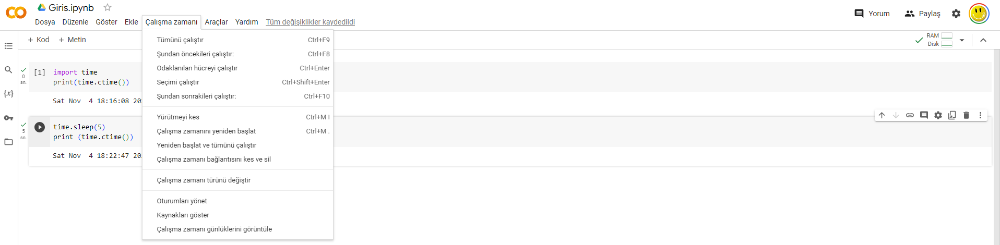 Giris.ipynb
Dosya Düzenle Göster Ekle Çalışma zamanı Araçlar Yardım Tüm değişiklikler kaydedildi
Yorum Paylaş
+ Kod + Metin
RAM
Disk
Tümünü çalıştır Ctrl+F9
Şundan öncekileri çalıştır: Ctrl+F8
Odaklanılan hücreyi çalıştır Ctrl+Enter
Seçimi çalıştır Ctrl+Shift+Enter
Şundan sonrakileri çalıştır: Ctrl+F10
Yürütmeyi kes Ctrl+M I
Çalışma zamanını yeniden başlat Ctrl+M .
Yeniden başlat ve tümünü çalıştır
Çalışma zamanı bağlantısını kes ve sil
Çalışma zamanı türünü değiştir
Oturumları yönet
Kaynakları göster
Çalışma zamanı günlüklerini görüntüle
{x}
0
sn.
[1] import time
print(time.ctime())
Sat Nov 4 18:16:08
5
sn.
time.sleep(5)
print (time.ctime())
Sat Nov 4 18:22:47